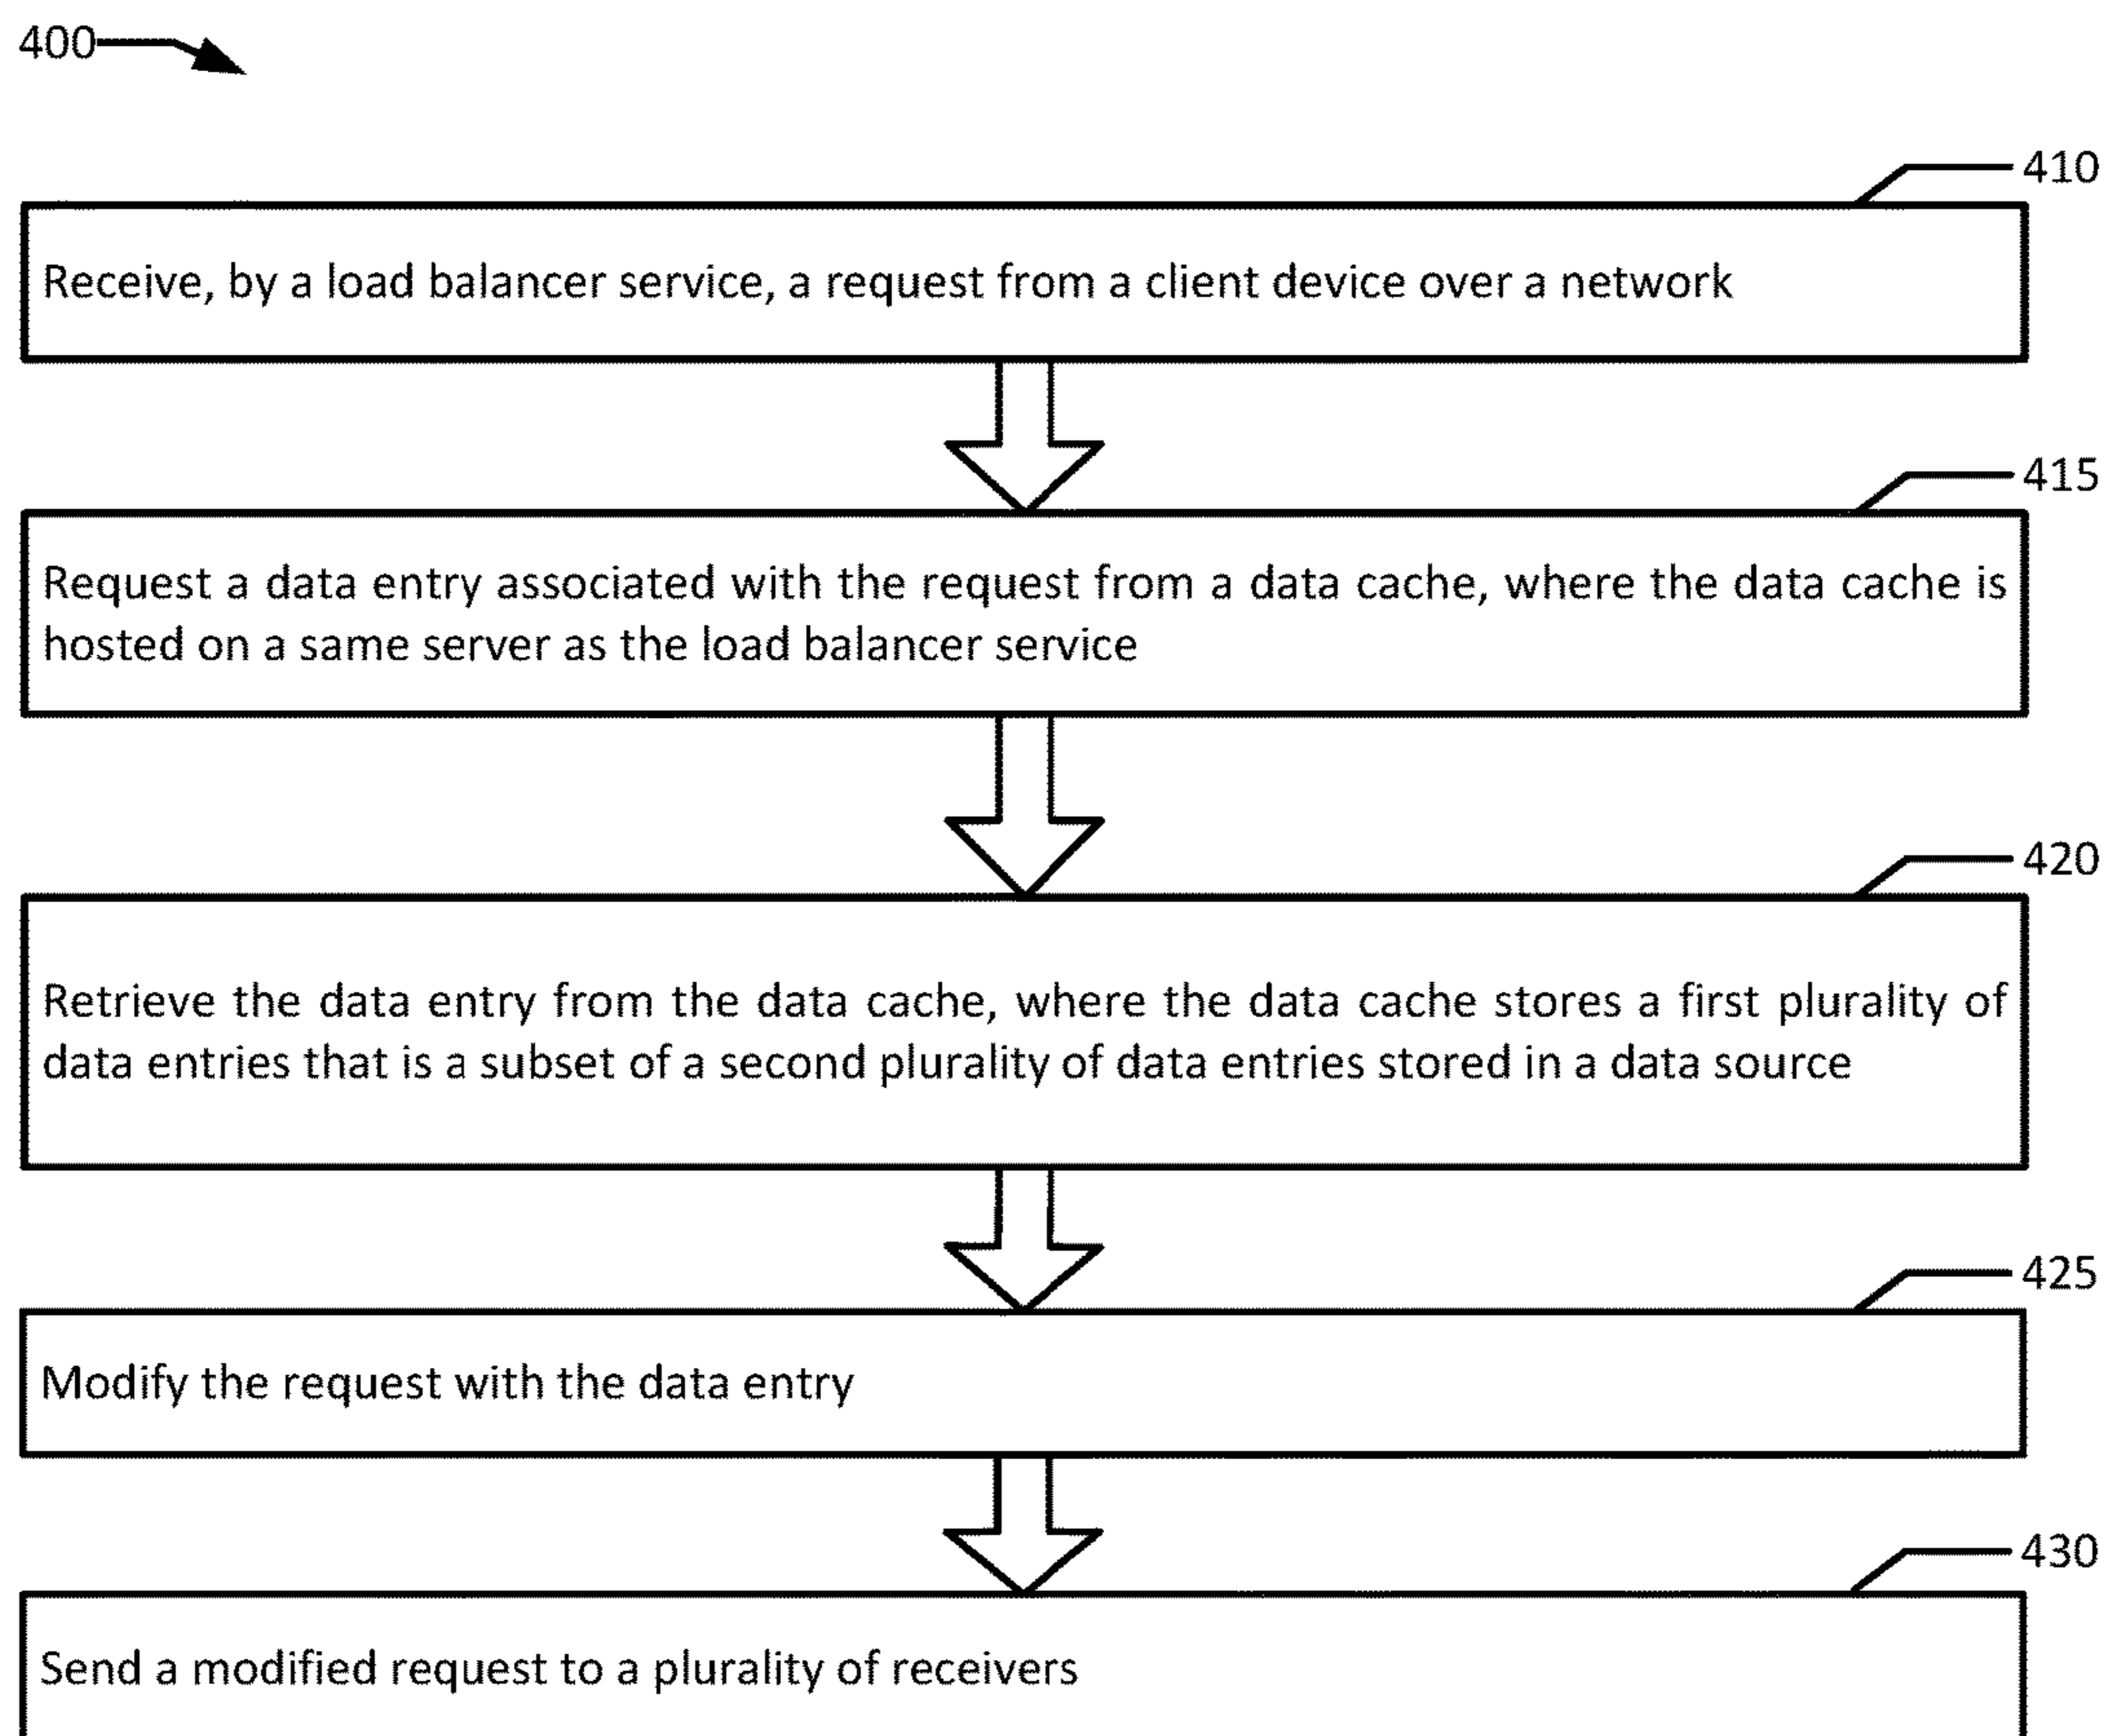 400
410
Receive, by a load balancer service, a request from a client device over a network
415
Request a data entry associated with the request from a data cache, where the data cache is
hosted on a same server as the load balancer service
420
Retrieve the data entry from the data cache, where the data cache stores a first plurality of
data entries that is a subset of a second plurality of data entries stored in a data source
425
Modify the request with the data entry
430
Send a modified request to a plurality of receivers